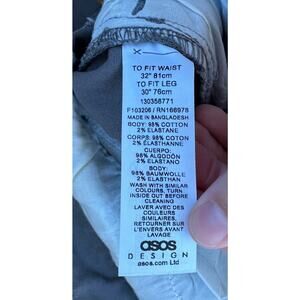 TO FIT WAIST
32" 81cm
TO FIT LEG
30" 76cm
130358771
F103206 / RN166978
MADE IN BANGLADESH
BODY: 98% COTTON
2% ELASTANE
CORPS: 98% COTON
2% ÉLASTHANNE
CUERPO:
98% ALGODÓN
2% ELASTANO
BODY:
98% BAUMWOLLE
2% ELASTHAN
WASH WITH SIMILAR
COLOURS, TURN
INSIDE OUT BEFORE
CLEANING
LAVER AVEC DES
COULEURS
SIMILAIRES,
RETOURNER SUR
L'ENVERS AVANT
LAVAGE
asos
DESIGN
asos.com Ltd